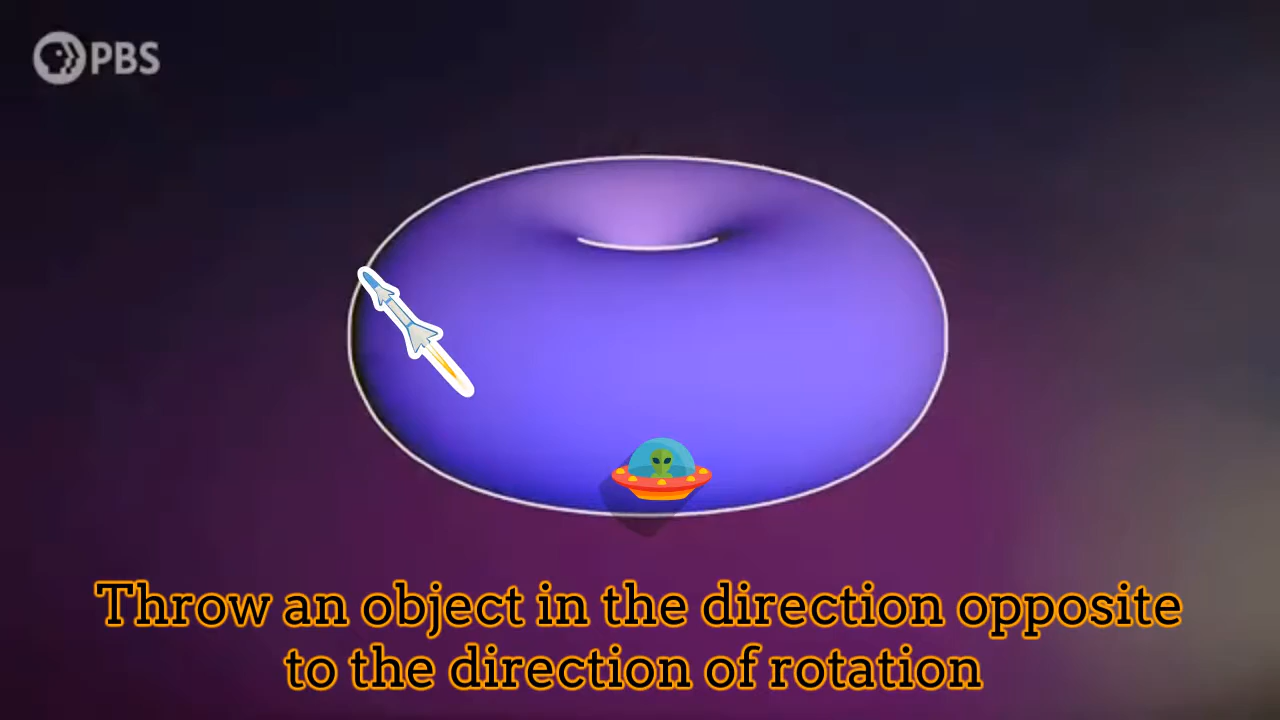 PBS
Throw an object in the direction opposite
to the direction of rotation